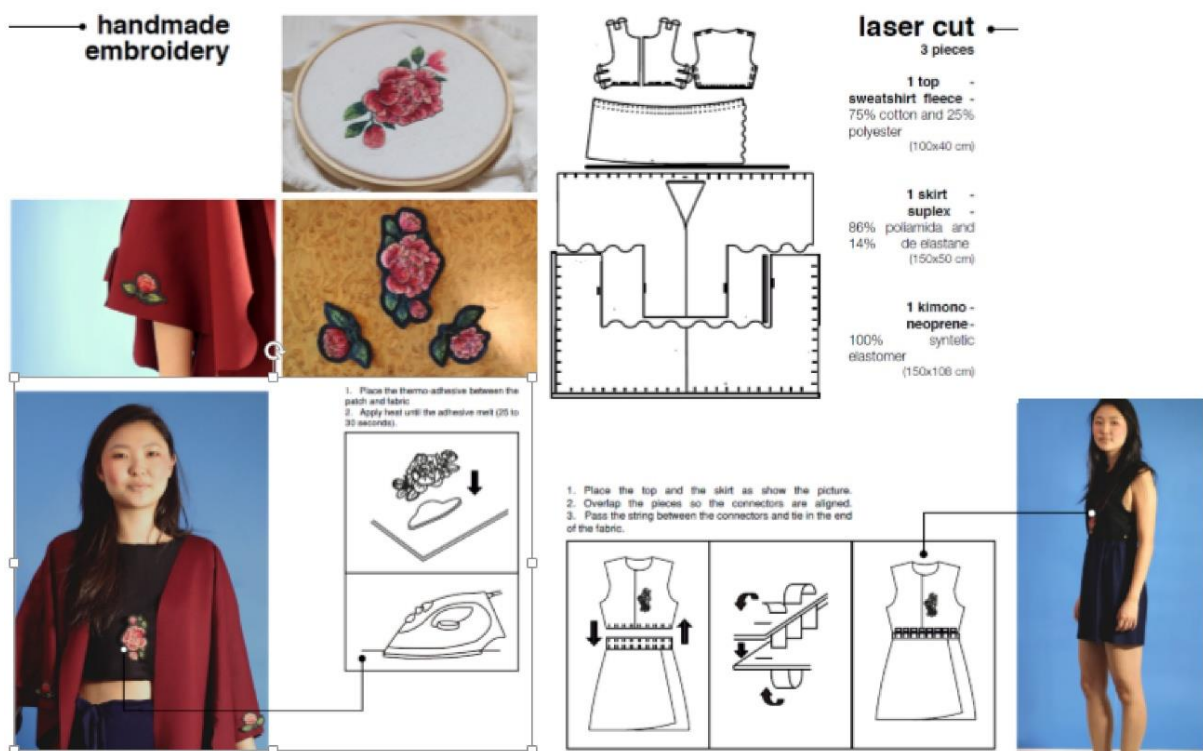 handmade
embroidery
1. Place the thermo-adhesive between the
patch and fabric
2. Apply heat until the adhesive melt (25 to
30 seconds).
laser cut
3 pieces
1 top -
sweatshirt fleece -
75% cotton and 25%
polyester
(100x40 cm)
1 skirt -
suplex -
86% poliamida and
14% de elastane
(150x50 cm)
1 kimono -
neoprene-
100% syntetic
elastomer
(150x108 cm)
1. Place the top and the skirt as show the picture.
2. Overlap the pieces so the connectors are aligned.
3. Pass the string between the connectors and tie in the end
of the fabric.